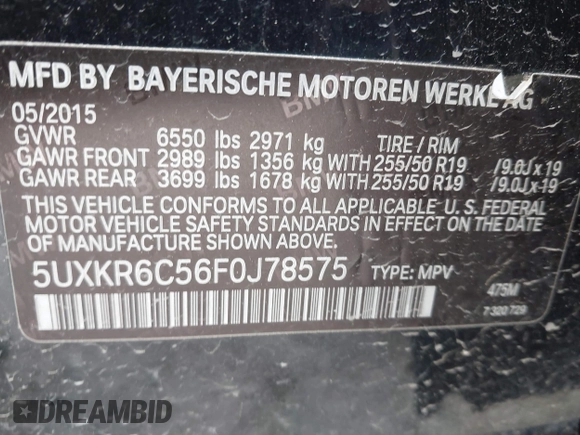 MFD BY BAYERISCHE MOTOREN WERKE AG
05/2015
GVWR 6550 lbs 2971 kg TIRE / RIM
GAWR FRONT 2989 lbs 1356 kg WITH 255/50 R19 /9.0J x 19
GAWR REAR 3699 lbs 1678 kg WITH 255/50 R19 /9.0J x 19
THIS VEHICLE CONFORMS TO ALL APPLICABLE U. S. FEDERAL
MOTOR VEHICLE SAFETY STANDARDS IN EFFECT ON THE DATE
OF MANUFACTURE SHOWN ABOVE.
5UXKR6C56F0J78575 TYPE: MPV
475M
7 320 729
DREAMBID